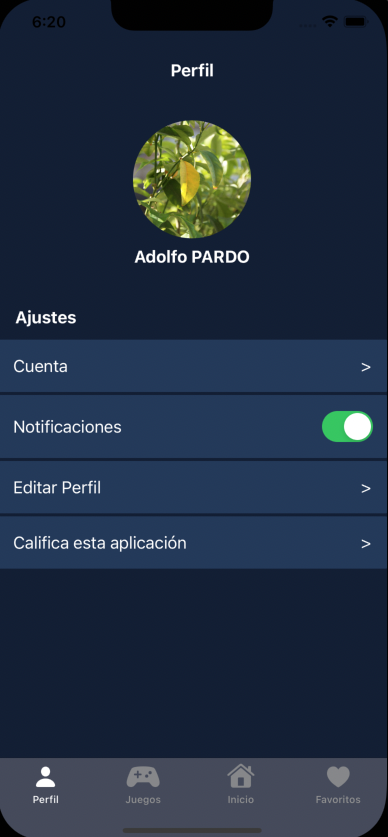 6:20
Perfil
Adolfo PARDO
Ajustes
Cuenta >
Notificaciones
Editar Perfil >
Califica esta aplicación >
Perfil Juegos Inicio Favoritos